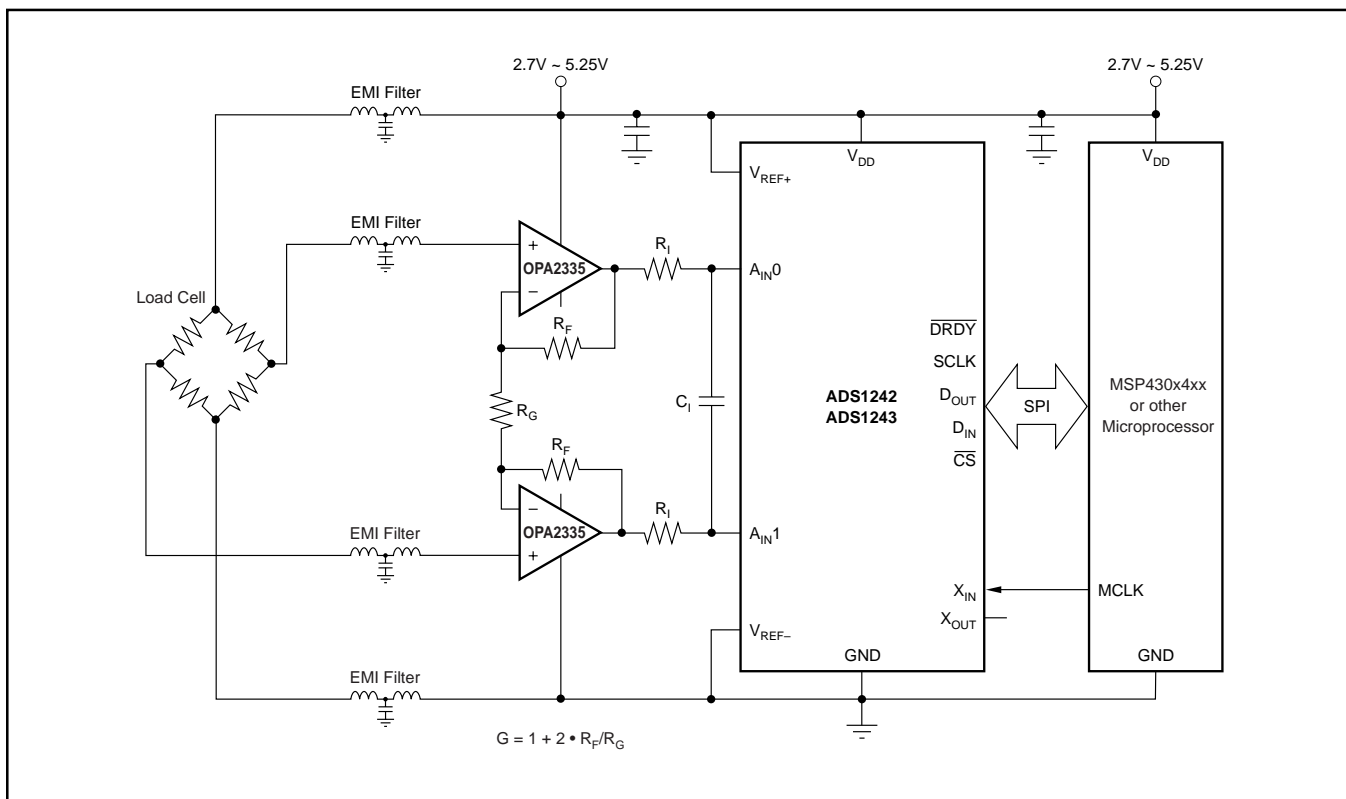 2.7V ~ 5.25V
2.7V ~ 5.25V
EMI Filter
V_DD
V_DD
V_REF+
EMI Filter
+
OPA2335
−
R_I
A_IN0
Load Cell
R_F
DRDY
SCLK
R_G
C_I
ADS1242
ADS1243
D_OUT
D_IN
CS
SPI
MSP430x4xx
or other
Microprocessor
R_F
−
OPA2335
+
R_I
A_IN1
EMI Filter
X_IN
MCLK
X_OUT
V_REF–
GND
GND
EMI Filter
G = 1 + 2 • R_F/R_G